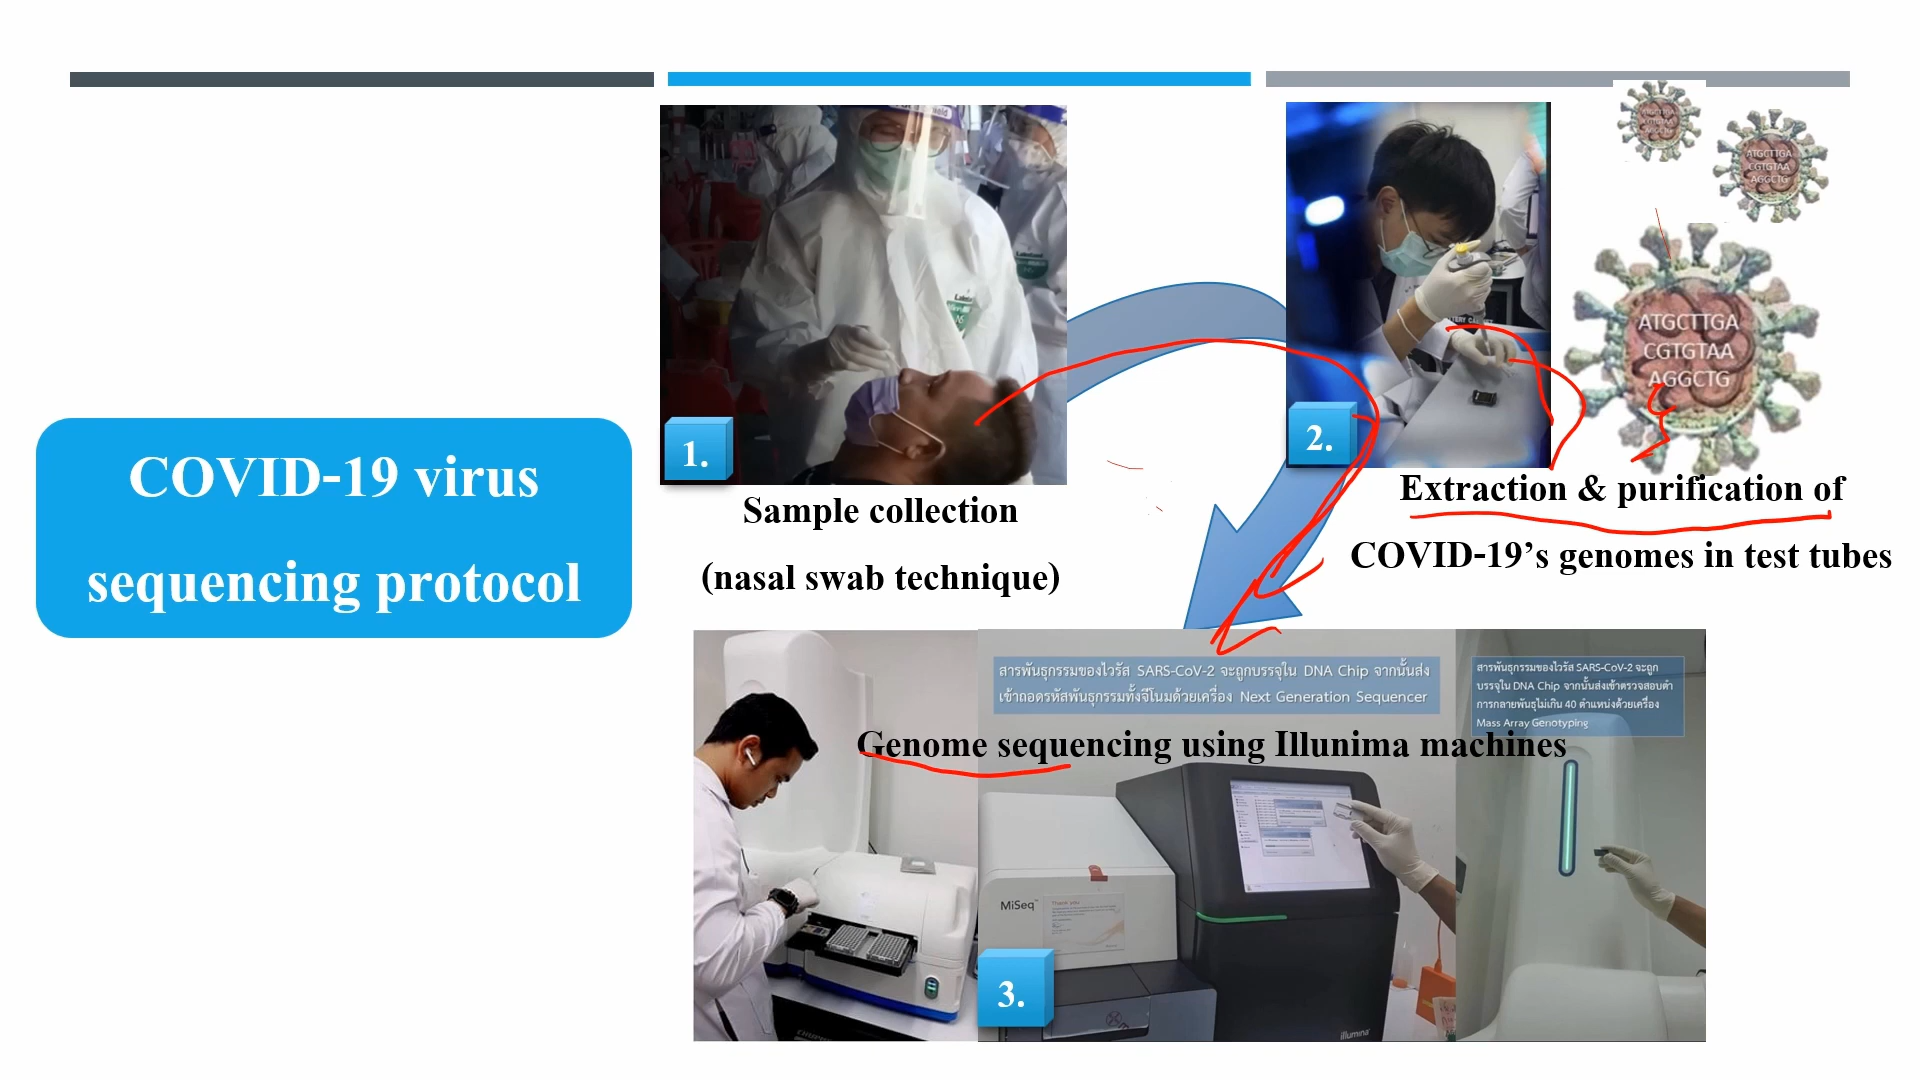 COVID-19 virus
sequencing protocol
1.
Sample collection
(nasal swab technique)
2.
ATGCTTGA
CGTGTAA
AGGCTG
ATGCTTGA
CGTGTAA
AGGCTG
Extraction & purification of
COVID-19’s genomes in test tubes
สารพันธุกรรมของไวรัส SARS-CoV-2 จะถูกบรรจุใน DNA Chip จากนั้นส่ง
เข้าถอดรหัสพันธุกรรมทั้งจีโนมด้วยเครื่อง Next Generation Sequencer
สารพันธุกรรมของไวรัส SARS-CoV-2 จะถูก
บรรจุใน DNA Chip จากนั้นส่งเข้าตรวจสอบตำ
การกลายพันธุ์ไม่เกิน 40 ตำแหน่งด้วยเครื่อง
Mass Array Genotyping
Genome sequencing using Illunima machines
MiSeq
Thank you
3.
illumina